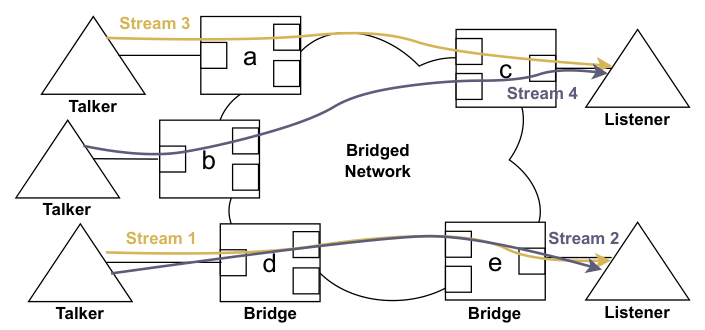 Stream 3
a
c
Talker
Stream 4
Listener
b
Bridged
Network
Talker
Stream 1
Stream 2
d
e
Talker
Bridge
Bridge
Listener